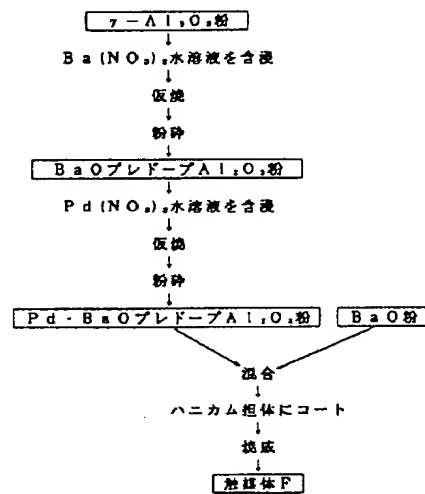 γ-Al₂O₃粉
↓
Ba(NO₃)₂水溶液を含浸
↓
仮焼
↓
粉砕
↓
BaOプレドープAl₂O₃粉
↓
Pd(NO₃)₂水溶液を含浸
↓
仮焼
↓
粉砕
↓
Pd・BaOプレドープAl₂O₃粉 BaO粉
混合
↓
ハニカム担体にコート
↓
焼成
↓
触媒体F